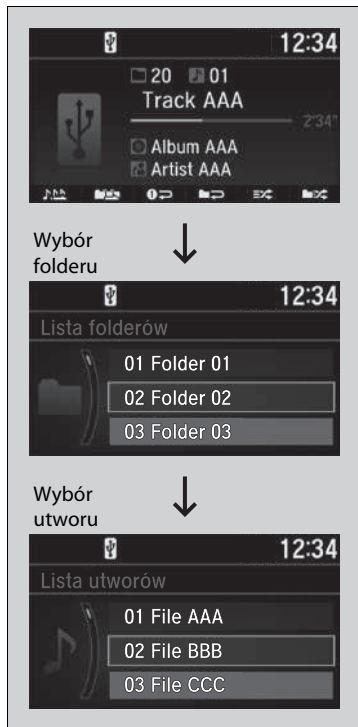 12:34
20 01
Track AAA
2'34"
Album AAA
Artist AAA
Wybór
folderu
12:34
Lista folderów
01 Folder 01
02 Folder 02
03 Folder 03
Wybór
utworu
12:34
Lista utworów
01 File AAA
02 File BBB
03 File CCC